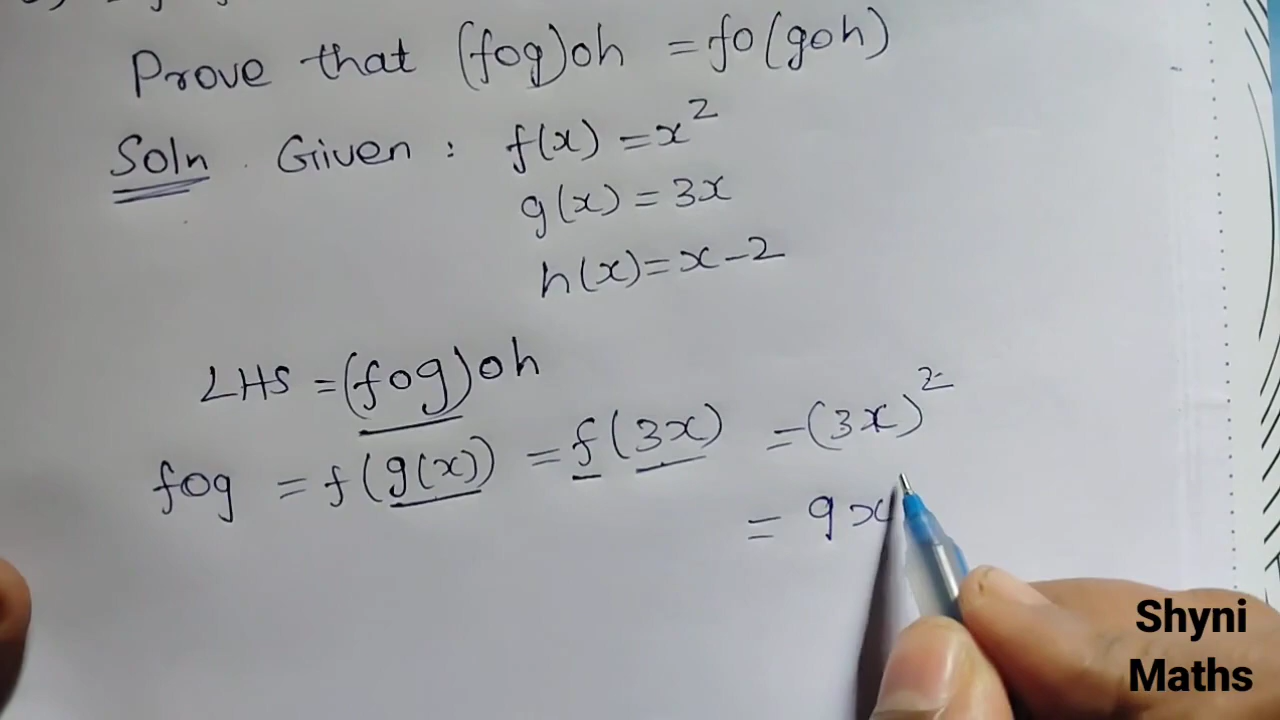 Prove that (fog)oh = fo(goh)
Soln. Given : f(x) = x²
g(x) = 3x
h(x) = x-2
LHS = (fog)oh
fog = f(g(x)) = f(3x) = (3x)²
= 9x
Shyni
Maths